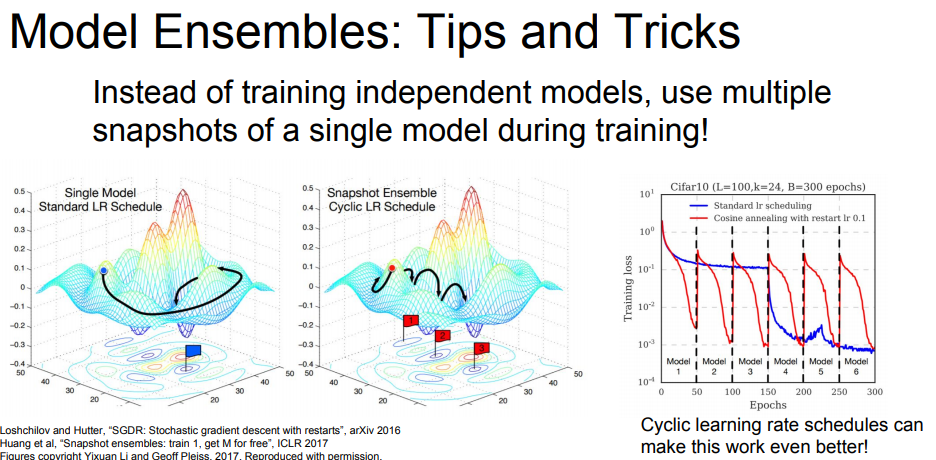 Model Ensembles: Tips and Tricks
Instead of training independent models, use multiple
snapshots of a single model during training!
Single Model
Standard LR Schedule
0.5
0.4
0.3
0.2
0.1
0
−0.1
−0.2
−0.3
−0.4
50
40
30
20
50
40
30
20
Snapshot Ensemble
Cyclic LR Schedule
0.5
0.4
0.3
0.2
0.1
0
−0.1
−0.2
−0.3
−0.4
1
2
3
50
40
30
20
50
40
30
20
Cifar10 (L=100,k=24, B=300 epochs)
Standard lr scheduling
Cosine annealing with restart lr 0.1
Training loss
10^1
10^0
10^-1
10^-2
10^-3
10^-4
Model 1
Model 2
Model 3
Model 4
Model 5
Model 6
0 50 100 150 200 250 300
Epochs
Loshchilov and Hutter, “SGDR: Stochastic gradient descent with restarts”, arXiv 2016
Huang et al, “Snapshot ensembles: train 1, get M for free”, ICLR 2017
Figures copyright Yixuan Li and Geoff Pleiss, 2017. Reproduced with permission.
Cyclic learning rate schedules can
make this work even better!